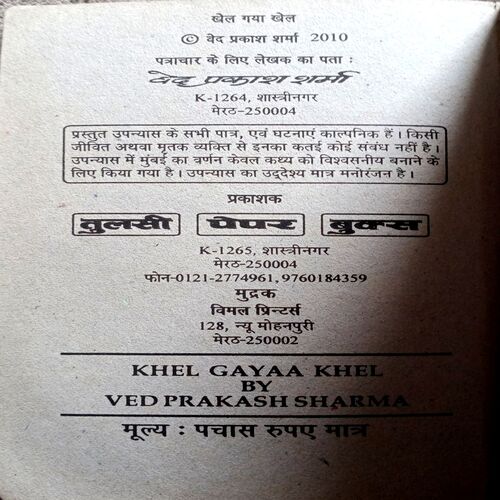 खेल गया खेल
© वेद प्रकाश शर्मा 2010
पत्राचार के लिए लेखक का पता :
वेद प्रकाश शर्मा
K-1264, शास्त्रीनगर
मेरठ-250004
प्रस्तुत उपन्यास के सभी पात्र, एवं घटनाएं काल्पनिक हैं। किसी
जीवित अथवा मृतक व्यक्ति से इनका कतई कोई संबंध नहीं है।
उपन्यास में मुंबई का वर्णन केवल कथ्य को विश्वसनीय बनाने के
लिए किया गया है। उपन्यास का उद्देश्य मात्र मनोरंजन है।
प्रकाशक
तुलसी पेपर बुक्स
K-1265, शास्त्रीनगर
मेरठ-250004
फोन-0121-2774961, 9760184359
मुद्रक
विमल प्रिन्टर्स
128, न्यू मोहनपुरी
मेरठ-250002
KHEL GAYAA KHEL
BY
VED PRAKASH SHARMA
मूल्य : पचास रुपए मात्र